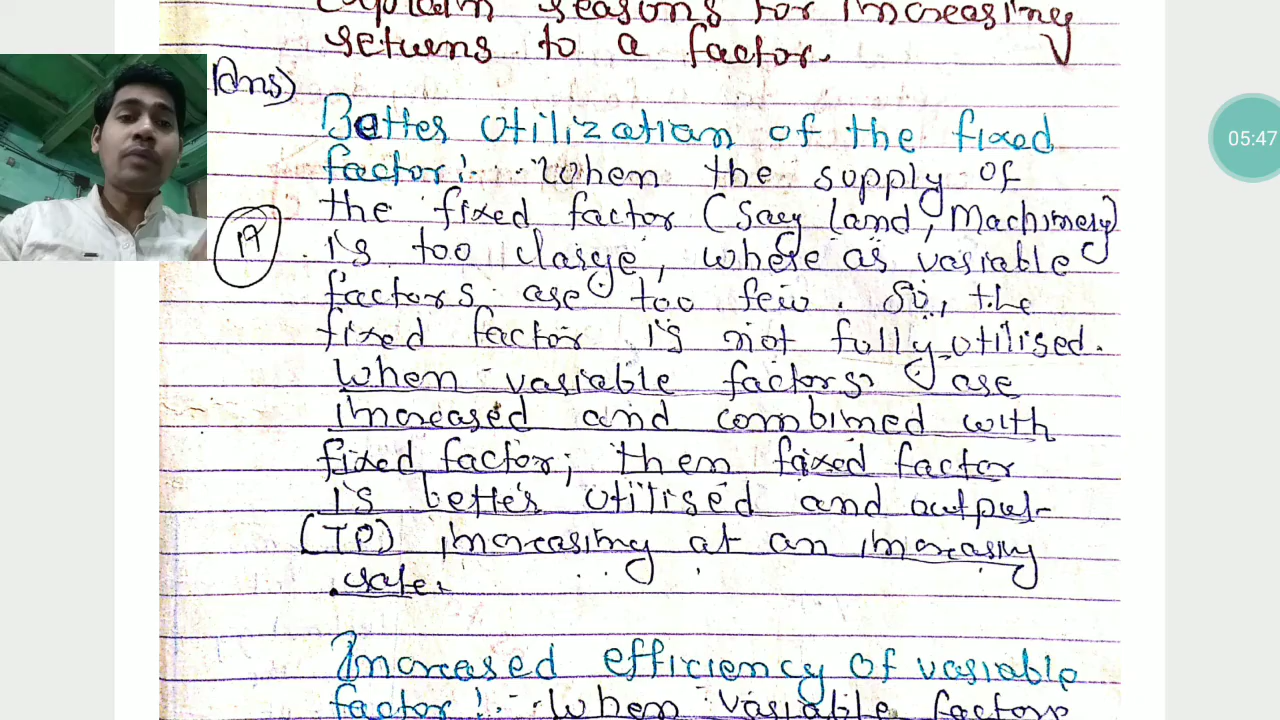 Explain reasons for increasing
returns to a factor.
Ans)
Better utilization of the fixed
factor:- When the supply of
the fixed factor (Say land, Machinery)
is too large, where as variable
factors are too few. So, the
fixed factor is not fully utilised.
When variable factors are
increased and combined with
fixed factor; then fixed factor
is better utilised and output
(TP) increasing at an increasing
rate.
Increased efficiency of variable
factor:- When variable factors
05:47